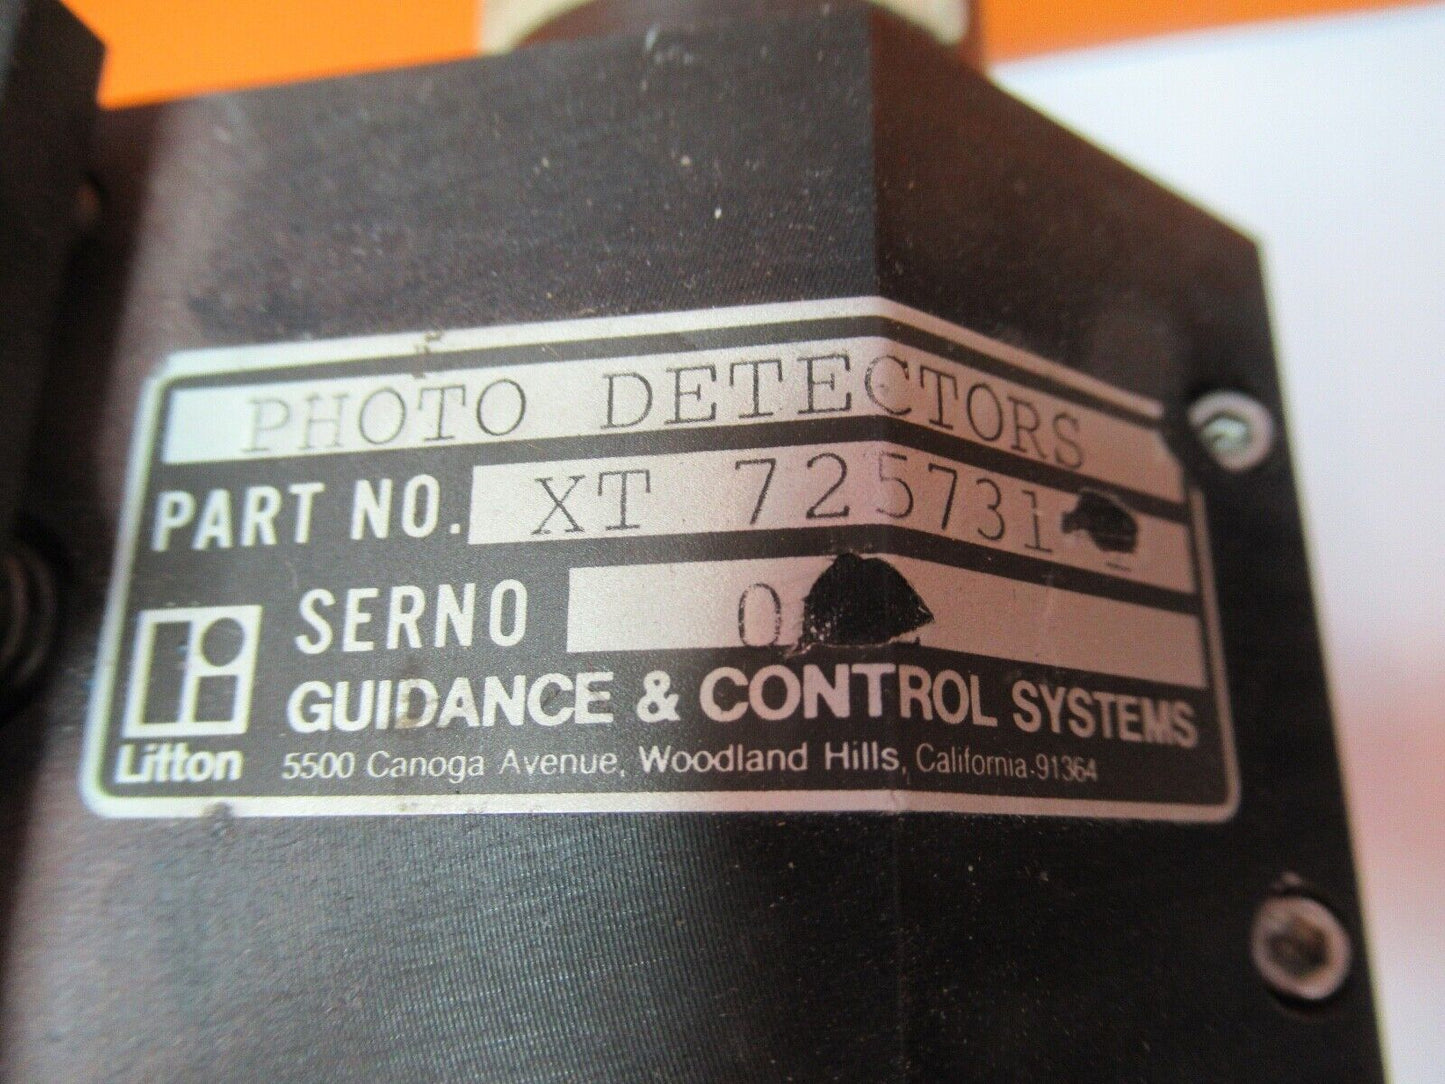 PHOTO DETECTORS
PART NO. XT 725731
SERNO 0
GUIDANCE & CONTROL SYSTEMS
Litton 5500 Canoga Avenue, Woodland Hills, California 91364